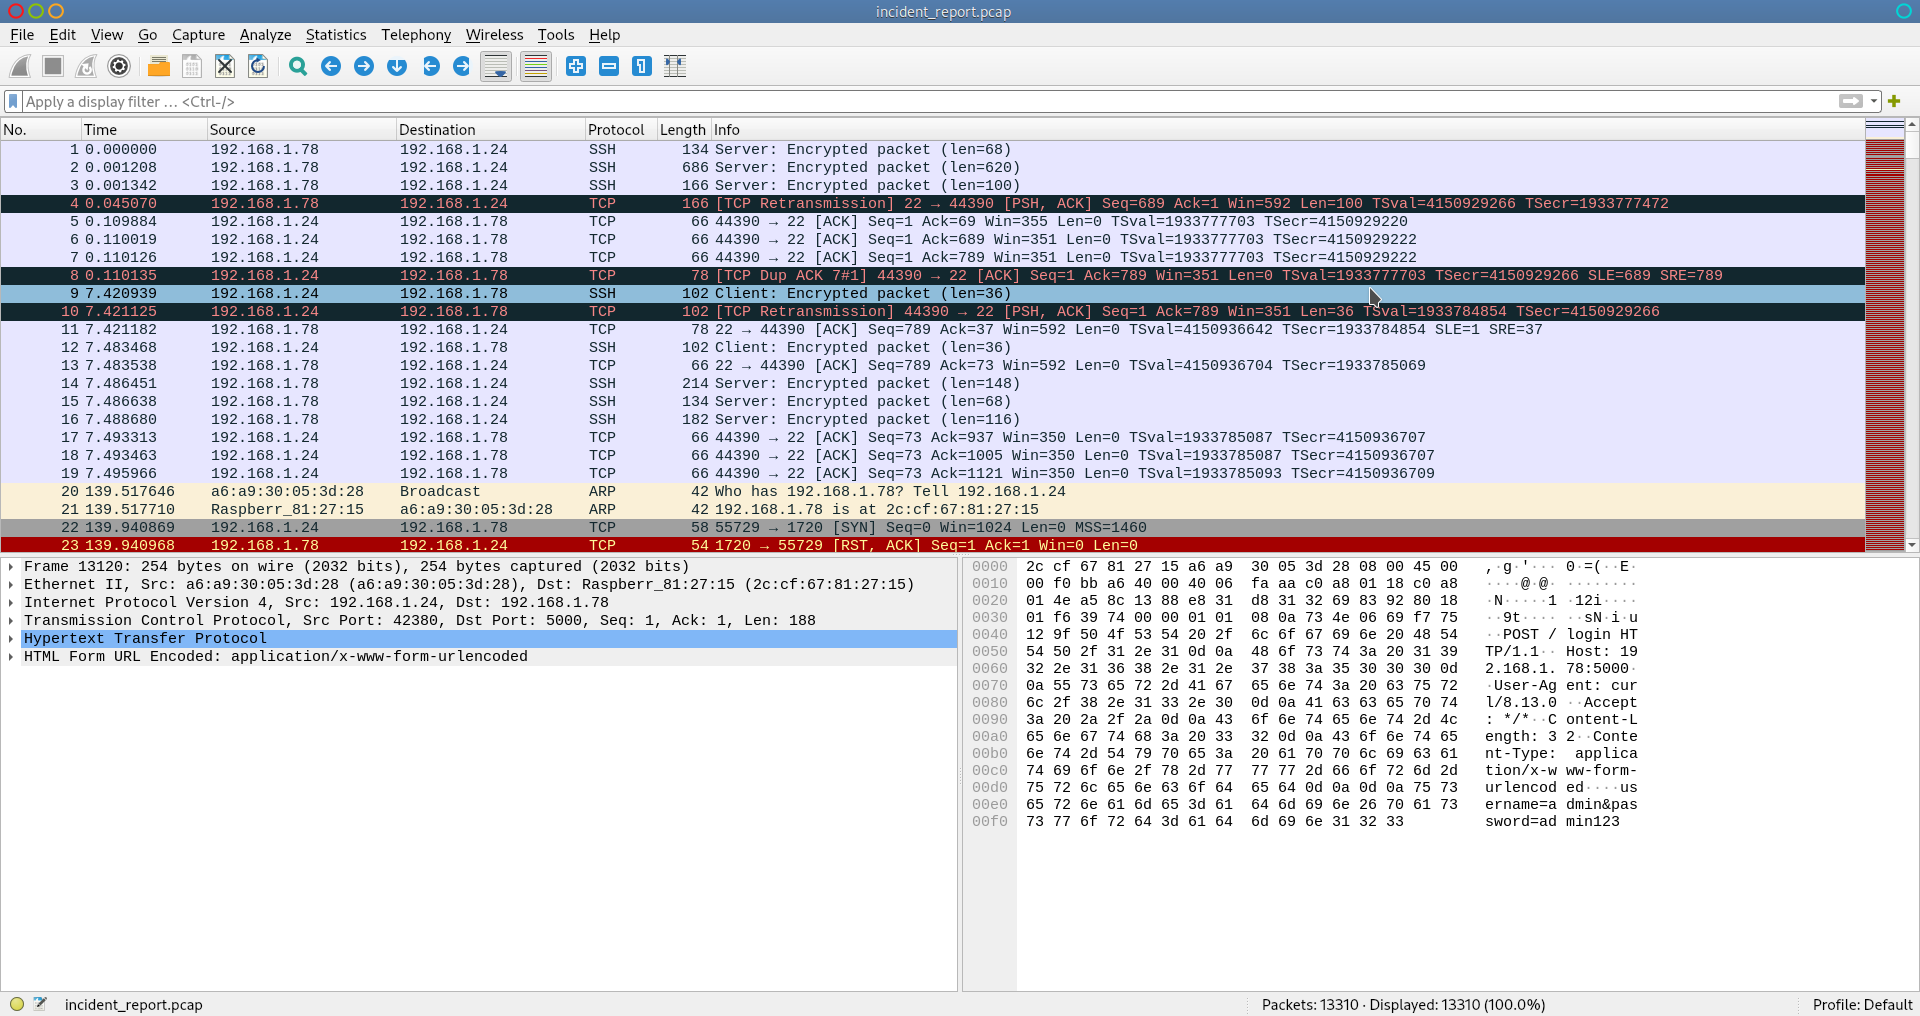 incident_report.pcap
File Edit View Go Capture Analyze Statistics Telephony Wireless Tools Help
Apply a display filter … <Ctrl-/>
No. Time Source Destination Protocol Length Info
1 0.000000 192.168.1.78 192.168.1.24 SSH 134 Server: Encrypted packet (len=68)
2 0.001208 192.168.1.78 192.168.1.24 SSH 686 Server: Encrypted packet (len=620)
3 0.001342 192.168.1.78 192.168.1.24 SSH 166 Server: Encrypted packet (len=100)
4 0.045070 192.168.1.78 192.168.1.24 TCP 166 [TCP Retransmission] 22 → 44390 [PSH, ACK] Seq=689 Ack=1 Win=592 Len=100 TSval=4150929266 TSecr=1933777472
5 0.109884 192.168.1.24 192.168.1.78 TCP 66 44390 → 22 [ACK] Seq=1 Ack=69 Win=355 Len=0 TSval=1933777703 TSecr=4150929220
6 0.110019 192.168.1.24 192.168.1.78 TCP 66 44390 → 22 [ACK] Seq=1 Ack=689 Win=351 Len=0 TSval=1933777703 TSecr=4150929222
7 0.110126 192.168.1.24 192.168.1.78 TCP 66 44390 → 22 [ACK] Seq=1 Ack=789 Win=351 Len=0 TSval=1933777703 TSecr=4150929222
8 0.110135 192.168.1.24 192.168.1.78 TCP 78 [TCP Dup ACK 7#1] 44390 → 22 [ACK] Seq=1 Ack=789 Win=351 Len=0 TSval=1933777703 TSecr=4150929266 SLE=689 SRE=789
9 7.420939 192.168.1.24 192.168.1.78 SSH 102 Client: Encrypted packet (len=36)
10 7.421125 192.168.1.24 192.168.1.78 TCP 102 [TCP Retransmission] 44390 → 22 [PSH, ACK] Seq=1 Ack=789 Win=351 Len=36 TSval=1933784854 TSecr=4150929266
11 7.421182 192.168.1.78 192.168.1.24 TCP 78 22 → 44390 [ACK] Seq=789 Ack=37 Win=592 Len=0 TSval=4150936642 TSecr=1933784854 SLE=1 SRE=37
12 7.483468 192.168.1.24 192.168.1.78 SSH 102 Client: Encrypted packet (len=36)
13 7.483538 192.168.1.78 192.168.1.24 TCP 66 22 → 44390 [ACK] Seq=789 Ack=73 Win=592 Len=0 TSval=4150936704 TSecr=1933785069
14 7.486451 192.168.1.78 192.168.1.24 SSH 214 Server: Encrypted packet (len=148)
15 7.486638 192.168.1.78 192.168.1.24 SSH 134 Server: Encrypted packet (len=68)
16 7.488680 192.168.1.78 192.168.1.24 SSH 182 Server: Encrypted packet (len=116)
17 7.493313 192.168.1.24 192.168.1.78 TCP 66 44390 → 22 [ACK] Seq=73 Ack=937 Win=350 Len=0 TSval=1933785087 TSecr=4150936707
18 7.493463 192.168.1.24 192.168.1.78 TCP 66 44390 → 22 [ACK] Seq=73 Ack=1005 Win=350 Len=0 TSval=1933785087 TSecr=4150936707
19 7.495966 192.168.1.24 192.168.1.78 TCP 66 44390 → 22 [ACK] Seq=73 Ack=1121 Win=350 Len=0 TSval=1933785093 TSecr=4150936709
20 139.517646 a6:a9:30:05:3d:28 Broadcast ARP 42 Who has 192.168.1.78? Tell 192.168.1.24
21 139.517710 Raspberr_81:27:15 a6:a9:30:05:3d:28 ARP 42 192.168.1.78 is at 2c:cf:67:81:27:15
22 139.940869 192.168.1.24 192.168.1.78 TCP 58 55729 → 1720 [SYN] Seq=0 Win=1024 Len=0 MSS=1460
23 139.940968 192.168.1.78 192.168.1.24 TCP 54 1720 → 55729 [RST, ACK] Seq=1 Ack=1 Win=0 Len=0
Frame 13120: 254 bytes on wire (2032 bits), 254 bytes captured (2032 bits)
Ethernet II, Src: a6:a9:30:05:3d:28 (a6:a9:30:05:3d:28), Dst: Raspberr_81:27:15 (2c:cf:67:81:27:15)
Internet Protocol Version 4, Src: 192.168.1.24, Dst: 192.168.1.78
Transmission Control Protocol, Src Port: 42380, Dst Port: 5000, Seq: 1, Ack: 1, Len: 188
Hypertext Transfer Protocol
HTML Form URL Encoded: application/x-www-form-urlencoded
0000 2c cf 67 81 27 15 a6 a9 30 05 3d 28 08 00 45 00 ,·g·'··· 0·=(··E·
0010 00 f0 bb a6 40 00 40 06 fa aa c0 a8 01 18 c0 a8 ····@·@· ········
0020 01 4e a5 8c 13 88 e8 31 d8 31 32 69 83 92 80 18 ·N·····1 ·12i····
0030 01 f6 39 74 00 00 01 01 08 0a 73 4e 06 69 f7 75 ··9t···· ··sN·i·u
0040 12 9f 50 4f 53 54 20 2f 6c 6f 67 69 6e 20 48 54 ··POST / login HT
0050 54 50 2f 31 2e 31 0d 0a 48 6f 73 74 3a 20 31 39 TP/1.1·· Host: 19
0060 32 2e 31 36 38 2e 31 2e 37 38 3a 35 30 30 30 0d 2.168.1. 78:5000·
0070 0a 55 73 65 72 2d 41 67 65 6e 74 3a 20 63 75 72 ·User-Ag ent: cur
0080 6c 2f 38 2e 31 33 2e 30 0d 0a 41 63 63 65 70 74 l/8.13.0 ··Accept
0090 3a 20 2a 2f 2a 0d 0a 43 6f 6e 74 65 6e 74 2d 4c : */*··C ontent-L
00a0 65 6e 67 74 68 3a 20 33 32 0d 0a 43 6f 6e 74 65 ength: 3 2··Conte
00b0 6e 74 2d 54 79 70 65 3a 20 61 70 70 6c 69 63 61 nt-Type:  applica
00c0 74 69 6f 6e 2f 78 2d 77 77 77 2d 66 6f 72 6d 2d tion/x-w ww-form-
00d0 75 72 6c 65 6e 63 6f 64 65 64 0d 0a 0d 0a 75 73 urlencod ed····us
00e0 65 72 6e 61 6d 65 3d 61 64 6d 69 6e 26 70 61 73 ername=a dmin&pas
00f0 73 77 6f 72 64 3d 61 64 6d 69 6e 31 32 33 sword=ad min123
incident_report.pcap Packets: 13310 · Displayed: 13310 (100.0%) Profile: Default